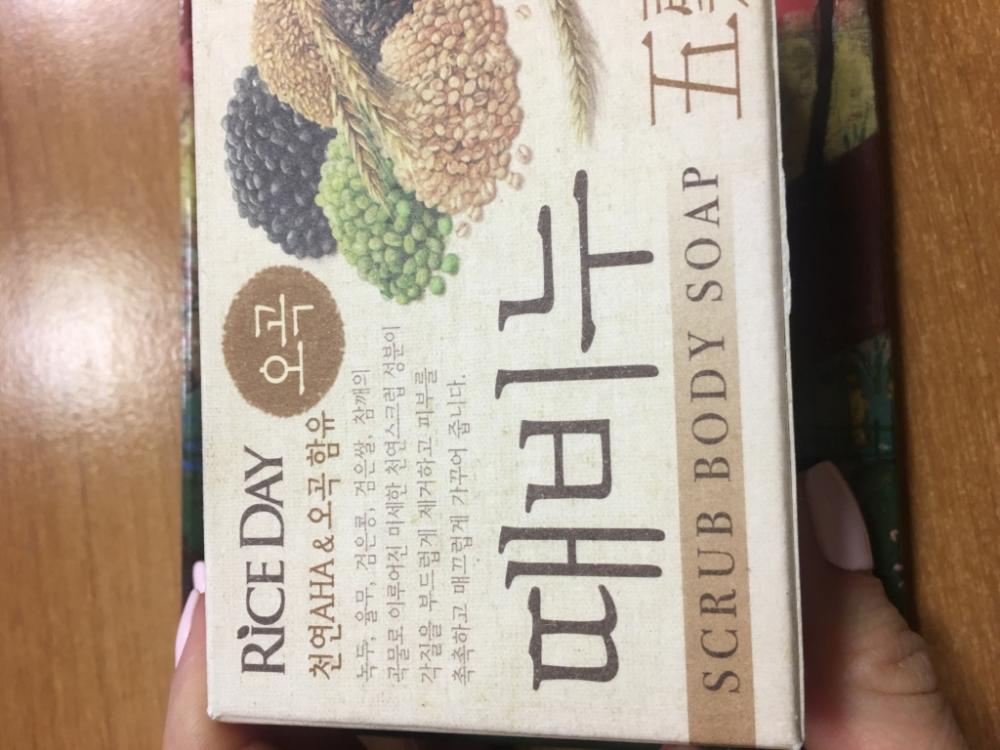 RiCE DAY
오곡
천연AHA & 오곡 함유
녹두, 율무, 검은콩, 검은쌀, 참깨의
곡물로 이루어진 미세한 천연스크럽 성분이
각질을 부드럽게 제거하고 피부를
촉촉하고 매끄럽게 가꾸어 줍니다.
때비누
五
SCRUB BODY SOAP